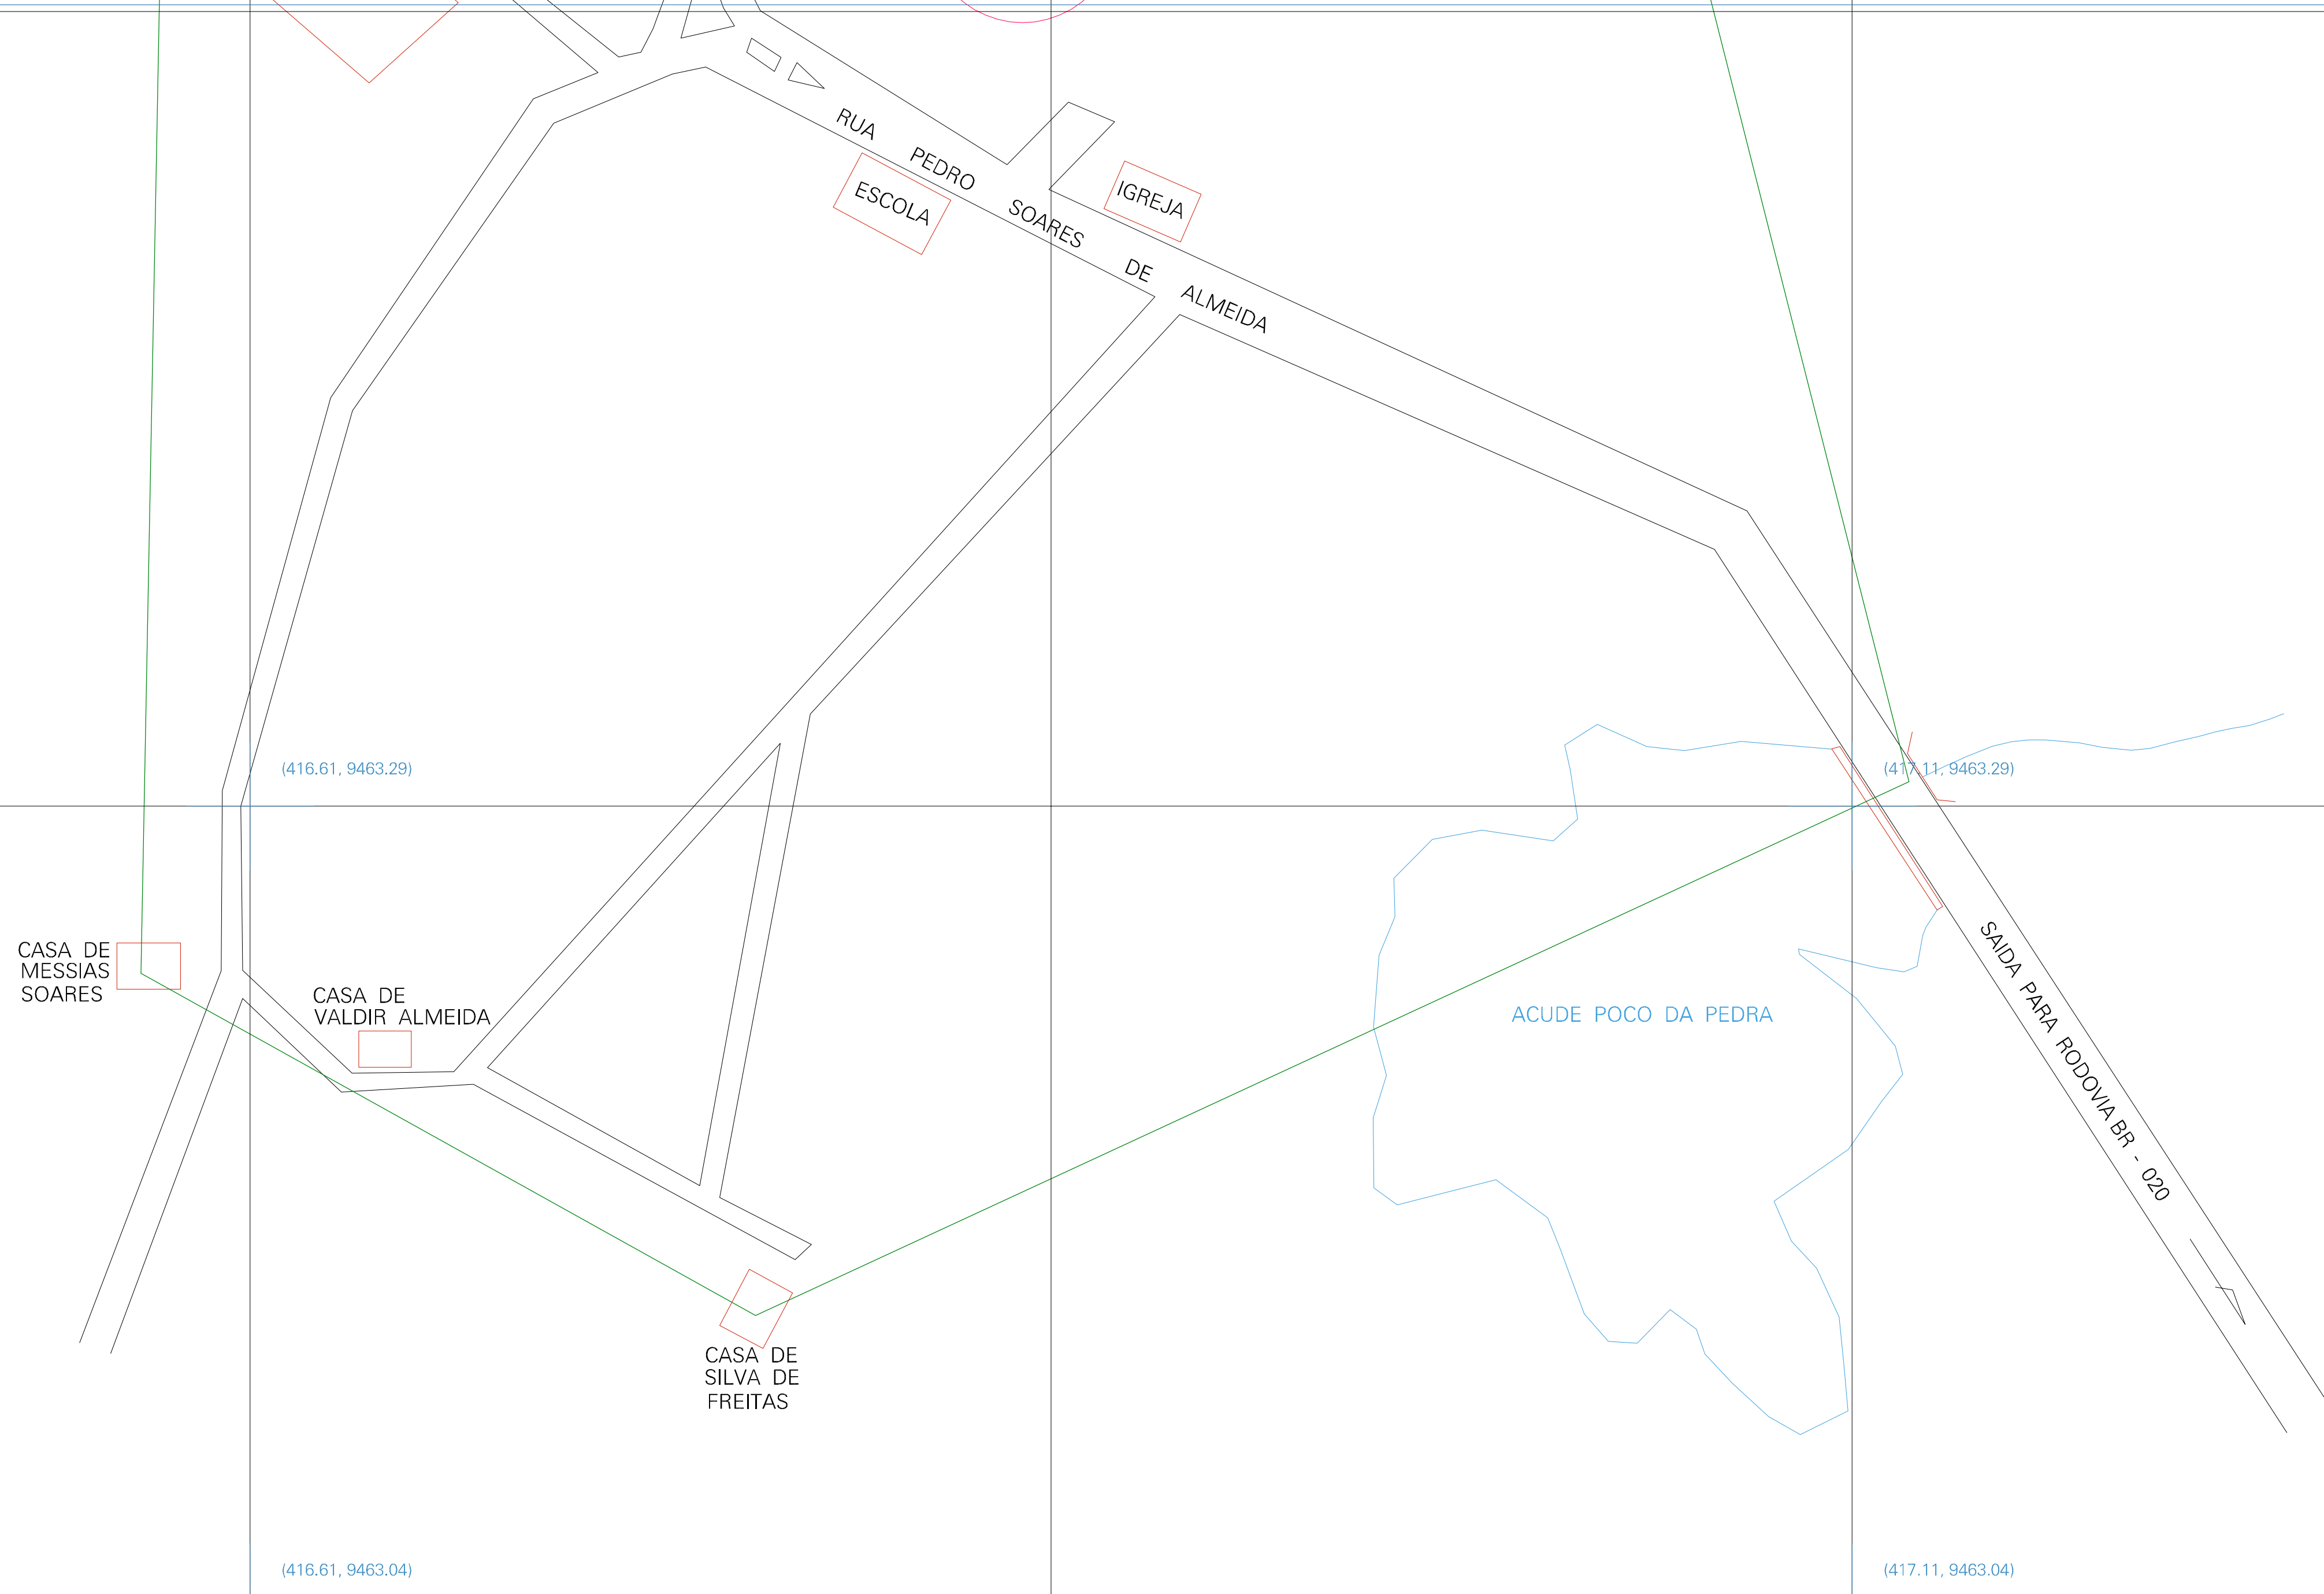 RUA PEDRO SOARES DE ALMEIDA
ESCOLA
IGREJA
(416.61, 9463.29)
(417.11, 9463.29)
CASA DE
MESSIAS
SOARES
CASA DE
VALDIR ALMEIDA
ACUDE POCO DA PEDRA
SAIDA PARA RODOVIA BR - 020
CASA DE
SILVA DE
FREITAS
(416.61, 9463.04)
(417.11, 9463.04)